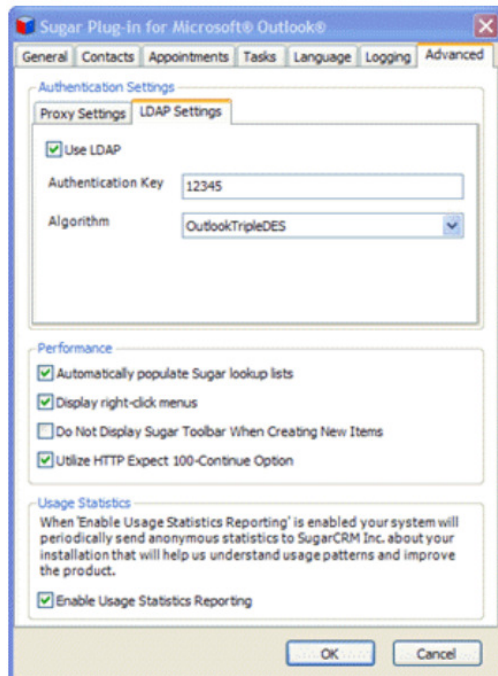 Sugar Plug-in for Microsoft® Outlook®
General Contacts Appointments Tasks Language Logging Advanced
Authentication Settings
Proxy Settings LDAP Settings
Use LDAP
Authentication Key 12345
Algorithm OutlookTripleDES
Performance
Automatically populate Sugar lookup lists
Display right-click menus
Do Not Display Sugar Toolbar When Creating New Items
Utilize HTTP Expect 100-Continue Option
Usage Statistics
When 'Enable Usage Statistics Reporting' is enabled your system will
periodically send anonymous statistics to SugarCRM Inc. about your
installation that will help us understand usage patterns and improve
the product.
Enable Usage Statistics Reporting
OK Cancel